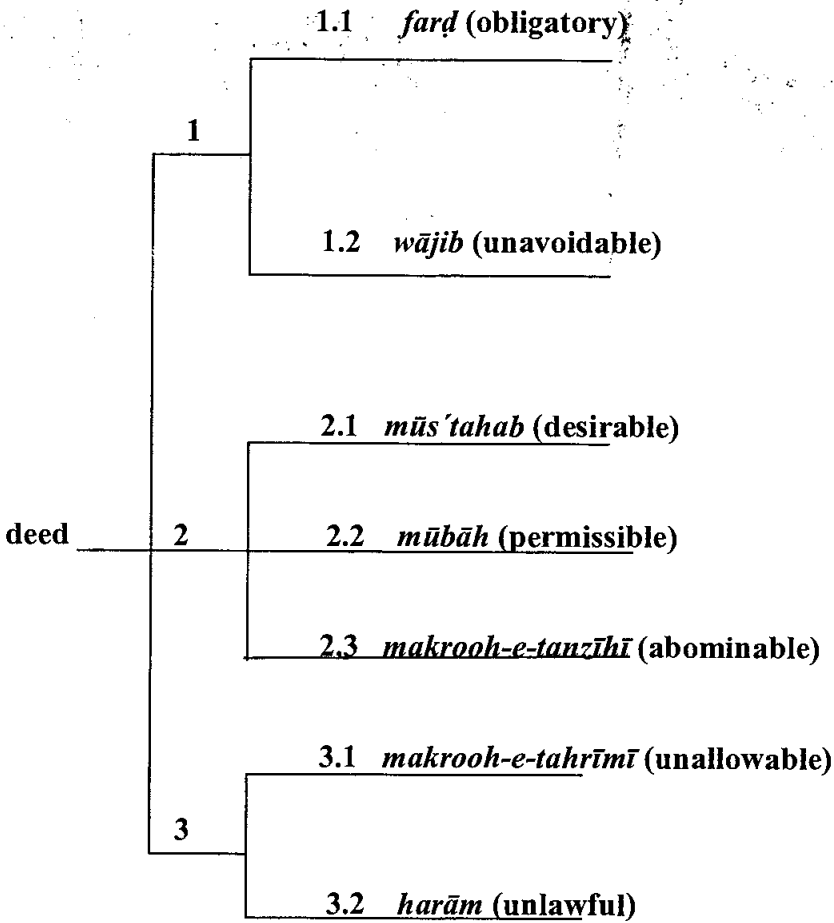 1.1 farḍ (obligatory)
1
1.2 wājib (unavoidable)
2.1 mūs´tahab (desirable)
deed 2 2.2 mūbāh (permissible)
2,3 makrooh-e-tanzīhī (abominable)
3.1 makrooh-e-tahrīmī (unallowable)
3
3.2 harām (unlawful)